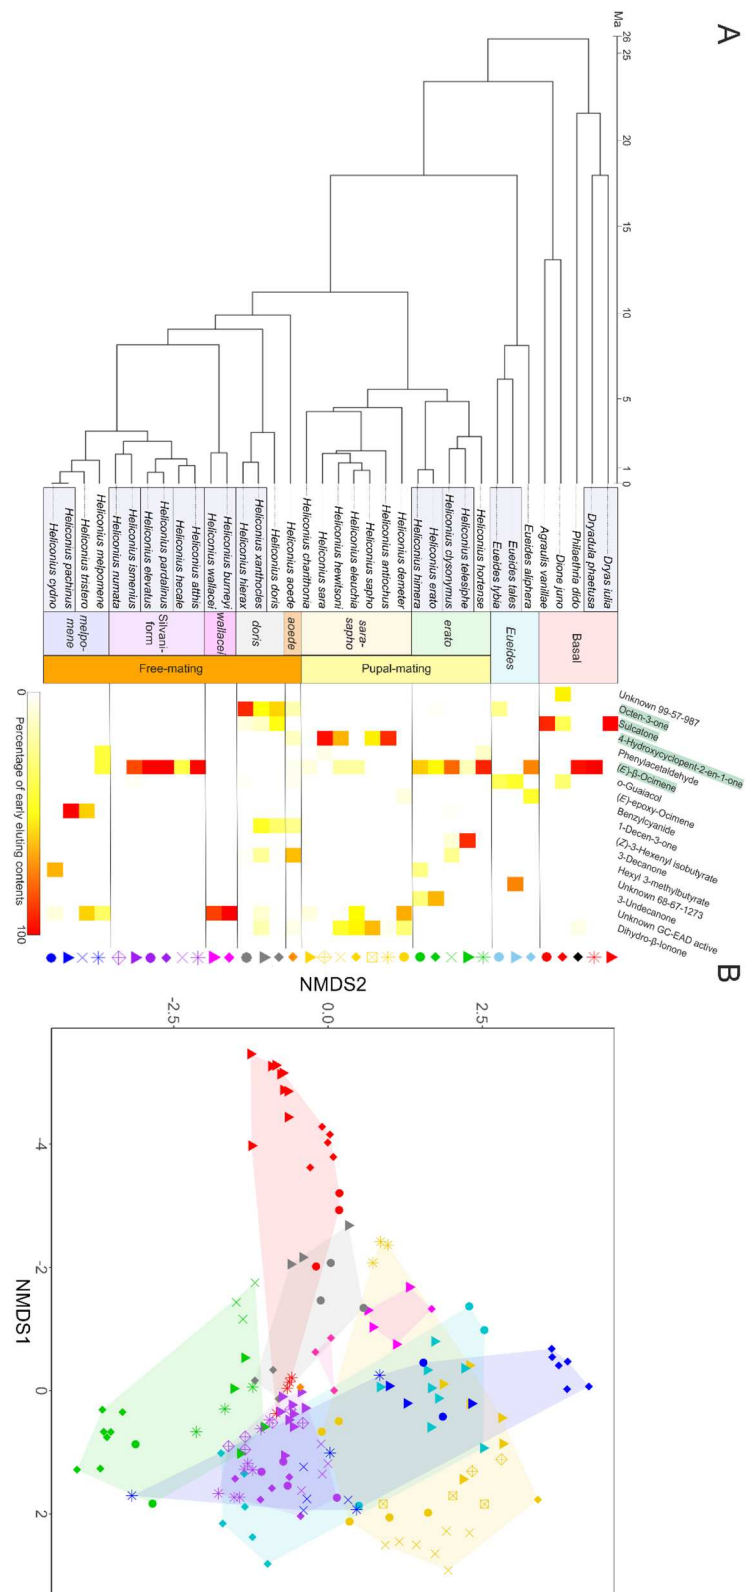 A
Ma
26
25
20
15
10
5
1
0
Dryas iulia
Dryadula phaetusa
Philaethria dido
Dione juno
Agraulis vanillae
Eueides aliphera
Eueides tales
Eueides lybia
Heliconius hortense
Heliconius telesiphe
Heliconius clysonymus
Heliconius erato
Heliconius himera
Heliconius demeter
Heliconius antiochus
Heliconius sapho
Heliconius eleuchia
Heliconius hewitsoni
Heliconius sara
Heliconius charithonia
Heliconius aoede
Heliconius doris
Heliconius xanthocles
Heliconius hierax
Heliconius burneyi
Heliconius wallacei
Heliconius atthis
Heliconius hecale
Heliconius pardalinus
Heliconius elevatus
Heliconius ismenius
Heliconius numata
Heliconius melpomene
Heliconius tristero
Heliconius pachinus
Heliconius cydno
Basal
Eueides
erato
sara-
sapho
aoede
doris
wallacei
Silvani-
form
melpo-
mene
Pupal-mating
Free-mating
Unknown 99-57-987
Octen-3-one
Sulcatone
4-Hydroxycyclopent-2-en-1-one
Phenylacetaldehyde
(E)-β-Ocimene
o-Guaiacol
(E)-epoxy-Ocimene
Benzylcyanide
1-Decen-3-one
(Z)-3-Hexenyl isobutyrate
3-Decanone
Hexyl 3-methylbutyrate
Unknown 68-67-1273
3-Undecanone
Unknown GC-EAD active
Dihydro-β-Ionone
0
Percentage of early eluting contents
100
B
NMDS2
-2.5
0.0
2.5
-4
-2
0
2
NMDS1